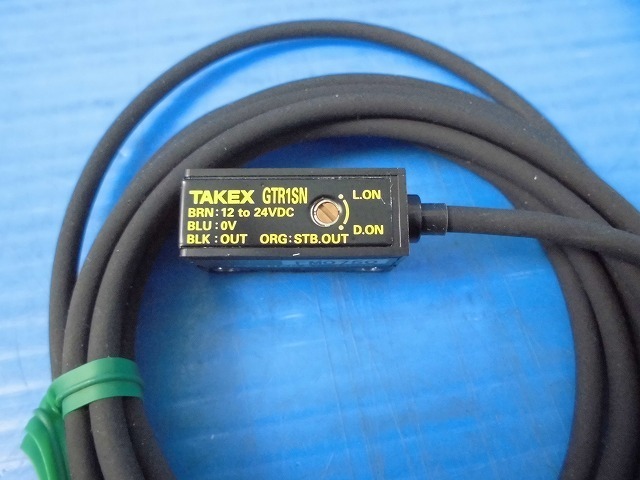 TAKEX GTR1SN
L.ON
BRN:12 to 24VDC
BLU:0V
D.ON
BLK:OUT ORG:STB.OUT